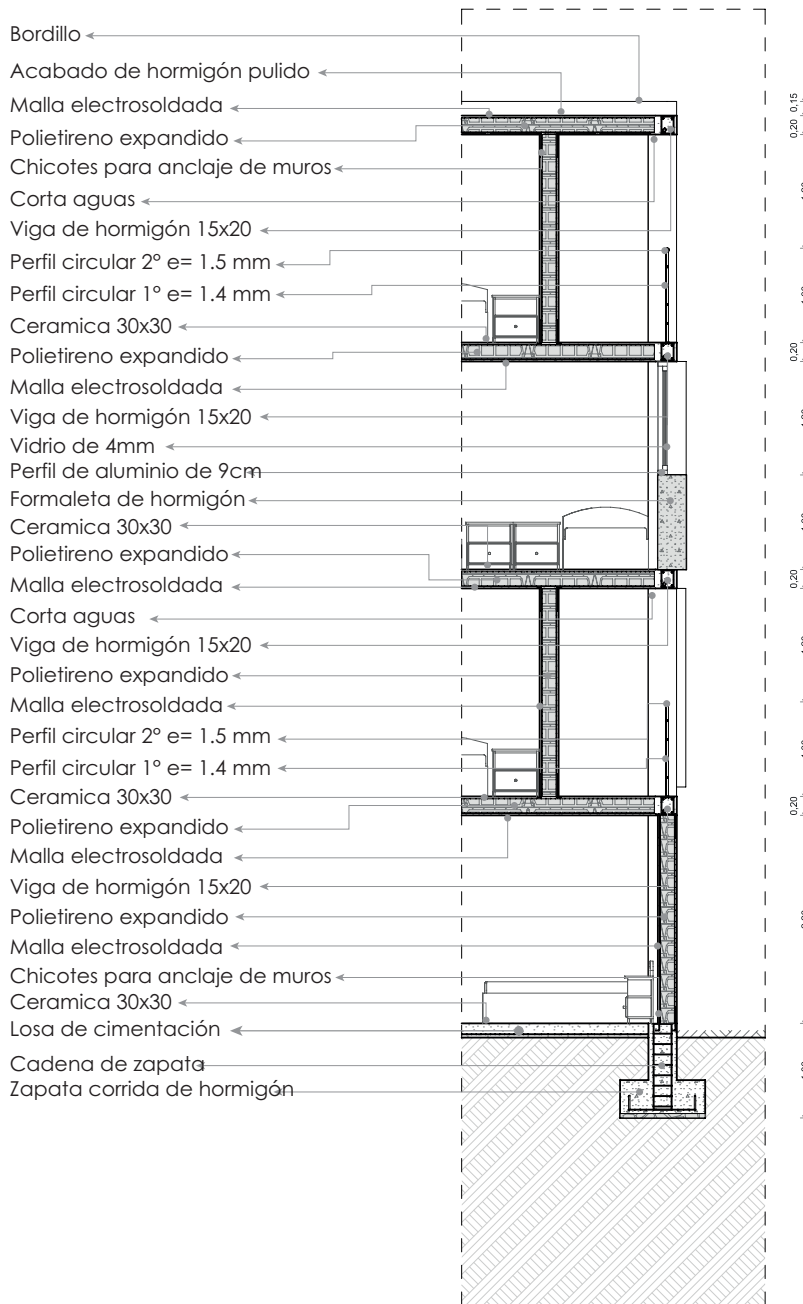 Bordillo
Acabado de hormigón pulido
Malla electrosoldada
Polietireno expandido
Chicotes para anclaje de muros
Corta aguas
Viga de hormigón 15x20
Perfil circular 2° e= 1.5 mm
Perfil circular 1° e= 1.4 mm
Ceramica 30x30
Polietireno expandido
Malla electrosoldada
Viga de hormigón 15x20
Vidrio de 4mm
Perfil de aluminio de 9cm
Formaleta de hormigón
Ceramica 30x30
Polietireno expandido
Malla electrosoldada
Corta aguas
Viga de hormigón 15x20
Polietireno expandido
Malla electrosoldada
Perfil circular 2° e= 1.5 mm
Perfil circular 1° e= 1.4 mm
Ceramica 30x30
Polietireno expandido
Malla electrosoldada
Viga de hormigón 15x20
Polietireno expandido
Malla electrosoldada
Chicotes para anclaje de muros
Ceramica 30x30
Losa de cimentación
Cadena de zapata
Zapata corrida de hormigón
0,15
0,20
0,20
0,20
0,20